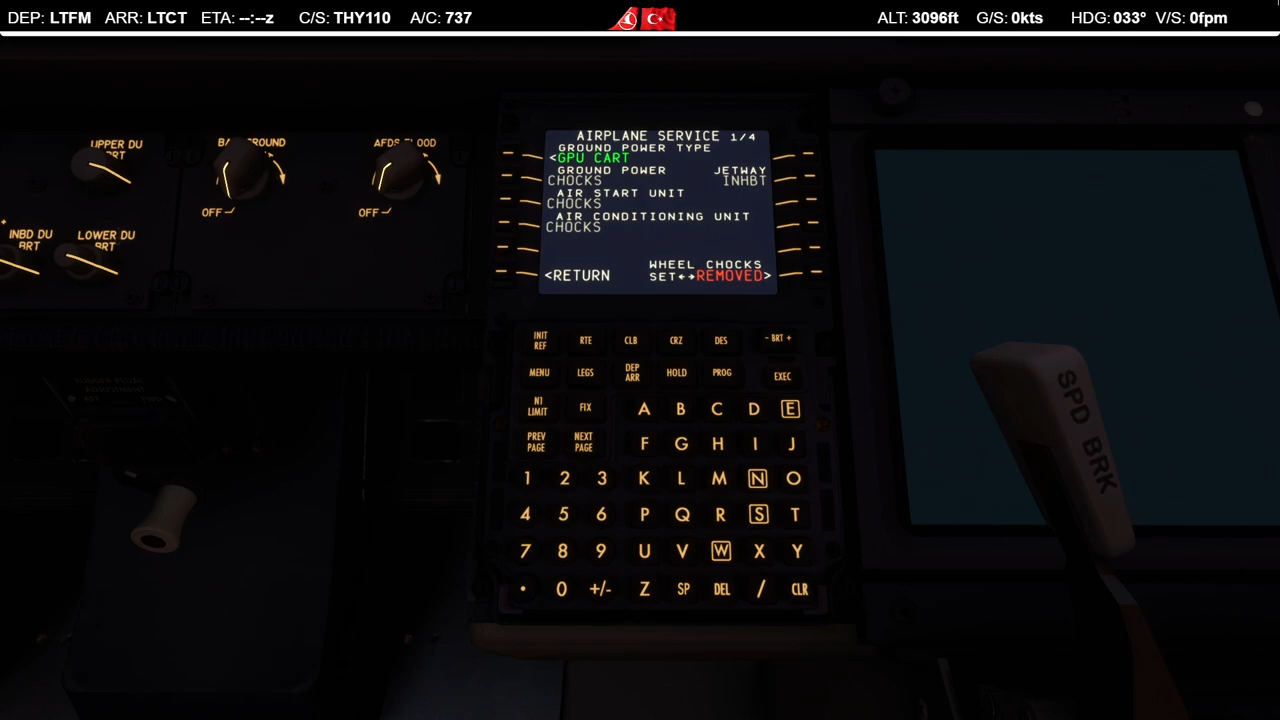 DEP: LTFM ARR: LTCT ETA: --:--z C/S: THY110 A/C: 737 ALT: 3096ft G/S: 0kts HDG: 033° V/S: 0fpm
UPPER DU
BRT
BACKGROUND
OFF
AFDS FLOOD
OFF
INBD DU
BRT
LOWER DU
BRT
AIRPLANE SERVICE 1/4
GROUND POWER TYPE
<GPU CART
GROUND POWER JETWAY
CHOCKS INHBT
AIR START UNIT
CHOCKS
AIR CONDITIONING UNIT
CHOCKS
WHEEL CHOCKS
<RETURN SET←→REMOVED>
INIT REF RTE CLB CRZ DES - BRT +
MENU LEGS DEP ARR HOLD PROG EXEC
N1 LIMIT FIX A B C D E
PREV PAGE NEXT PAGE F G H I J
1 2 3 K L M N O
4 5 6 P Q R S T
7 8 9 U V W X Y
. 0 +/- Z SP DEL / CLR
SPD BRK